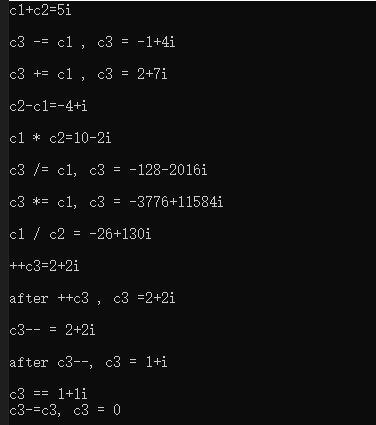 c1+c2=5i
c3 -= c1 , c3 = -1+4i
c3 += c1 , c3 = 2+7i
c2-c1=-4+i
c1 * c2=10-2i
c3 /= c1, c3 = -128-2016i
c3 *= c1, c3 = -3776+11584i
c1 / c2 = -26+130i
++c3=2+2i
after ++c3 , c3 =2+2i
c3-- = 2+2i
after c3--, c3 = 1+i
c3 == 1+1i
c3-=c3, c3 = 0